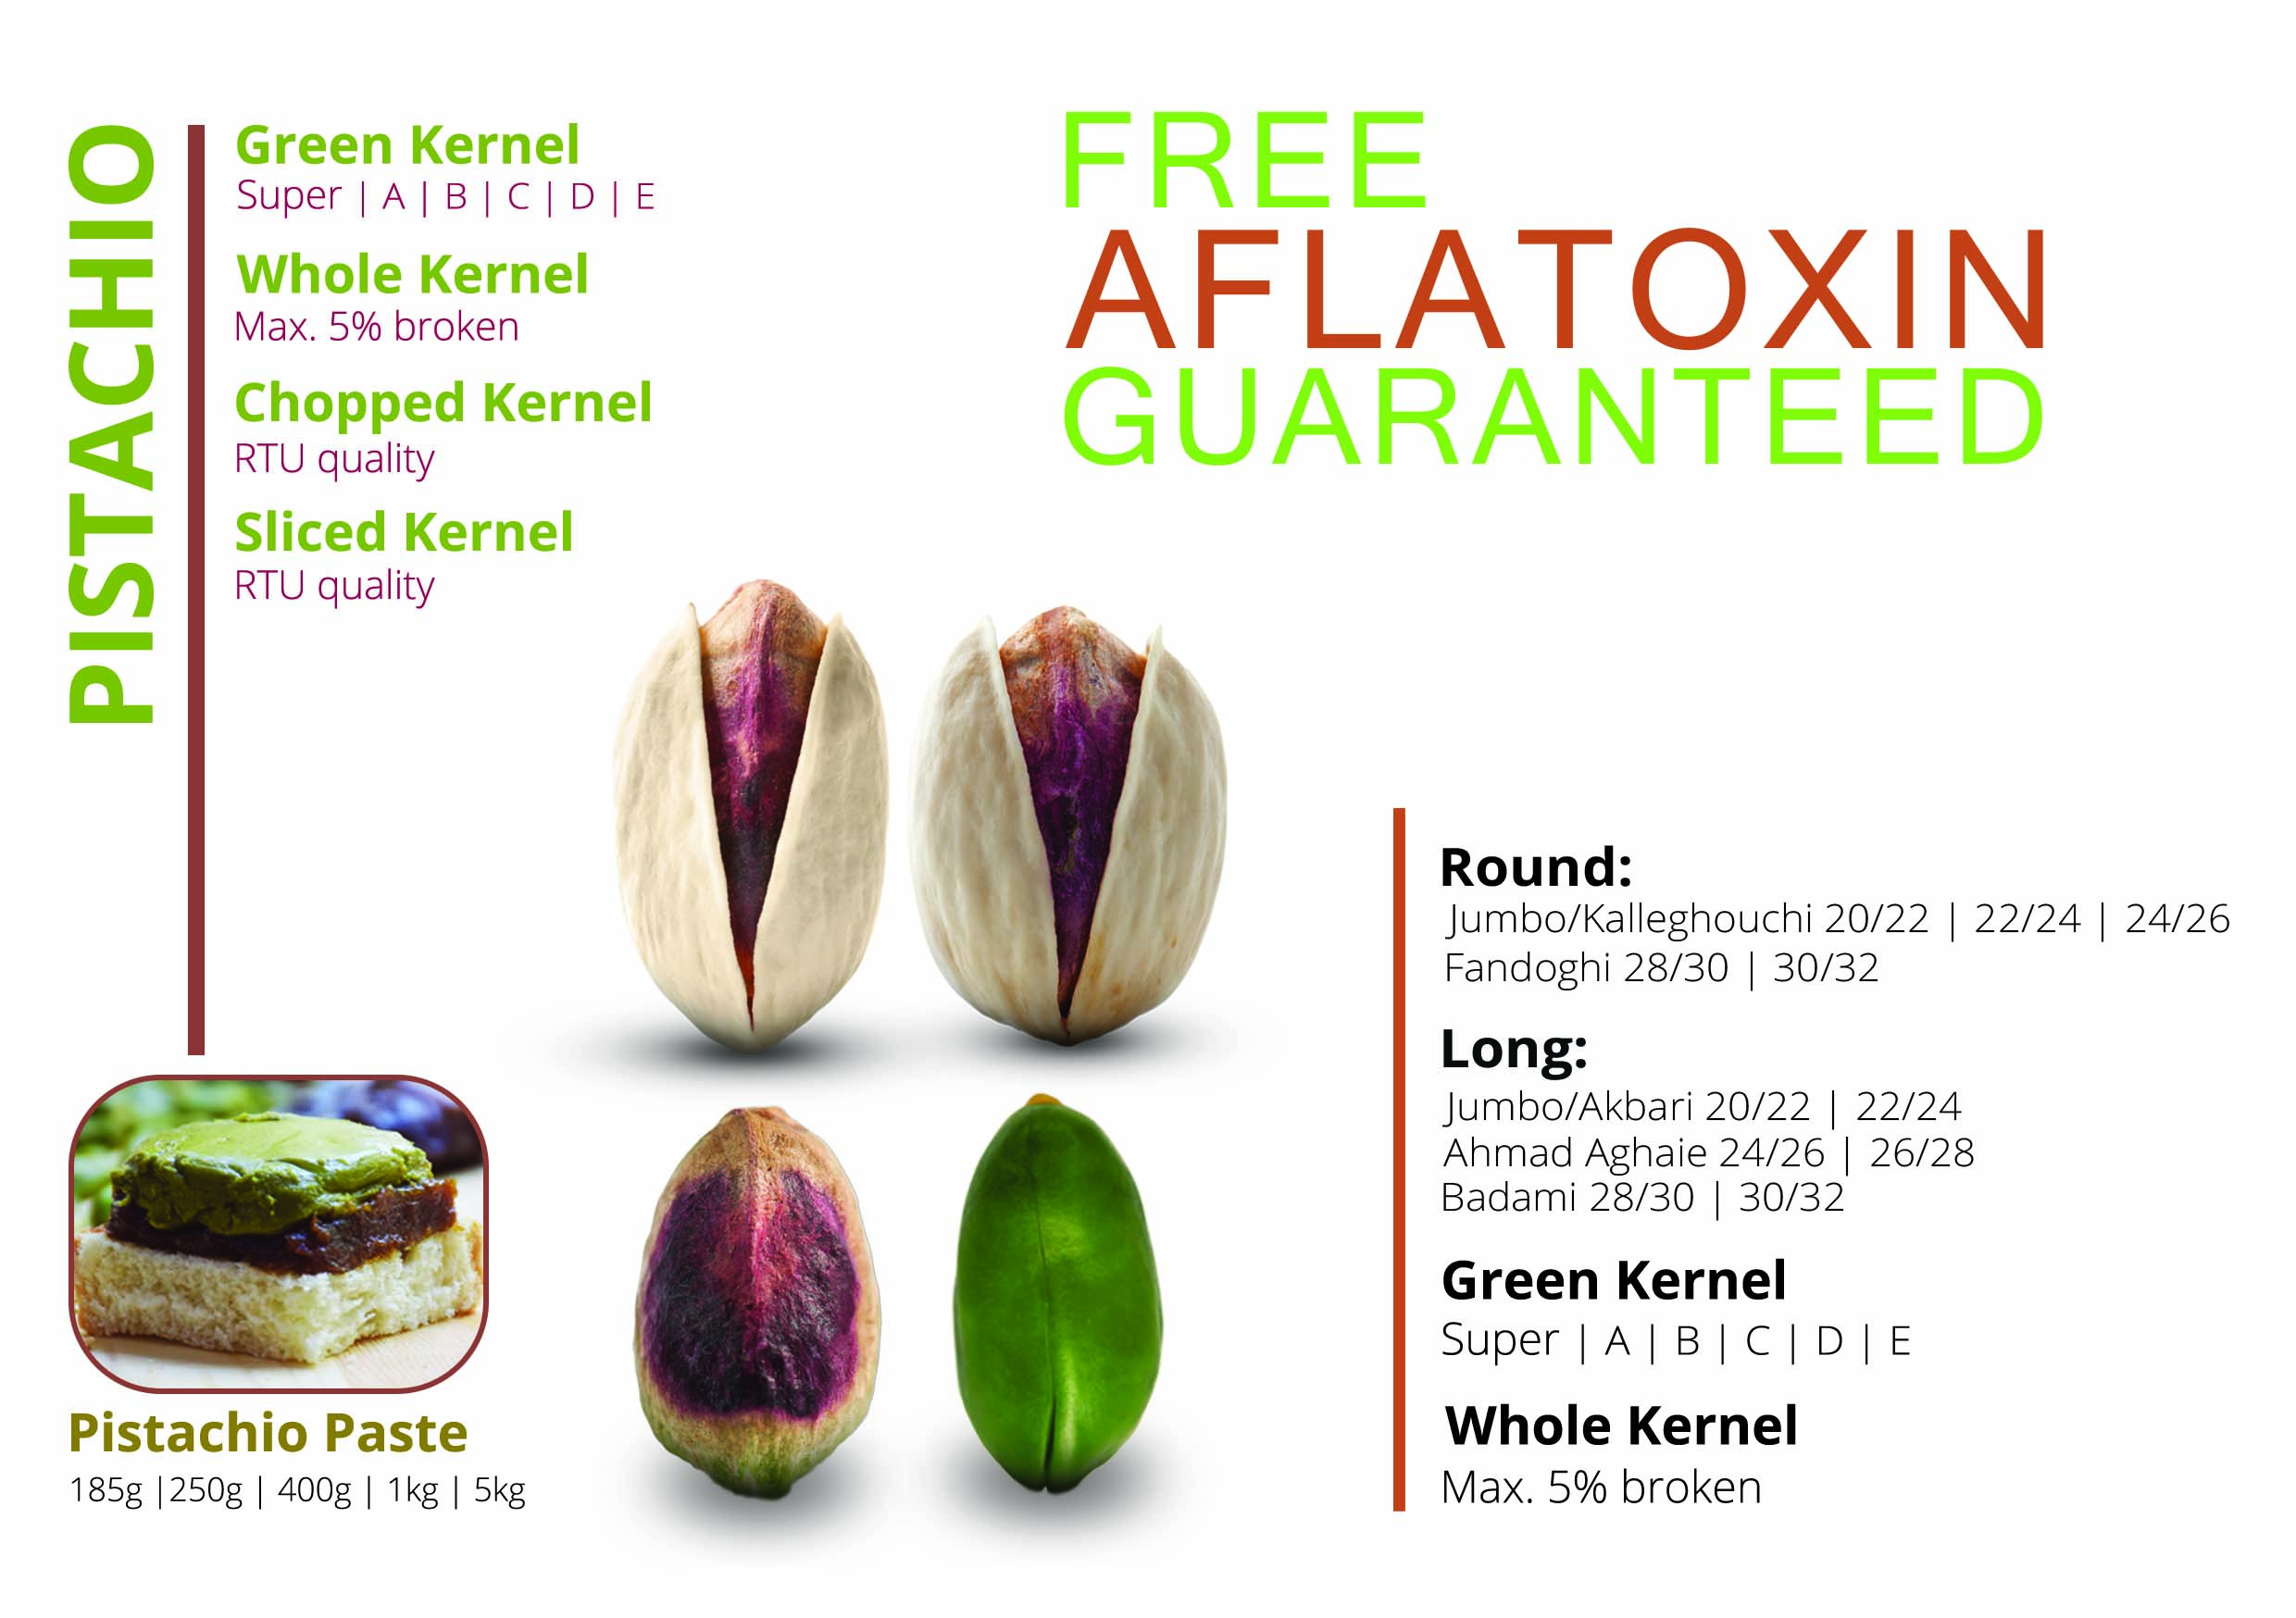 PISTACHIO
Green Kernel
Super | A | B | C | D | E
Whole Kernel
Max. 5% broken
Chopped Kernel
RTU quality
Sliced Kernel
RTU quality
FREE
AFLATOXIN
GUARANTEED
Pistachio Paste
185g |250g | 400g | 1kg | 5kg
Round:
Jumbo/Kalleghouchi 20/22 | 22/24 | 24/26
Fandoghi 28/30 | 30/32
Long:
Jumbo/Akbari 20/22 | 22/24
Ahmad Aghaie 24/26 | 26/28
Badami 28/30 | 30/32
Green Kernel
Super | A | B | C | D | E
Whole Kernel
Max. 5% broken